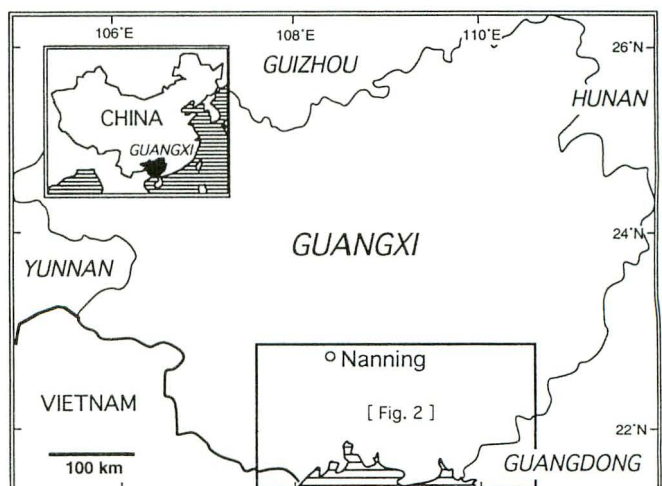 106°E
108°E
110°E
26°N
GUIZHOU
HUNAN
CHINA
GUANGXI
24°N
GUANGXI
YUNNAN
Nanning
VIETNAM
[ Fig. 2 ]
22°N
100 km
GUANGDONG